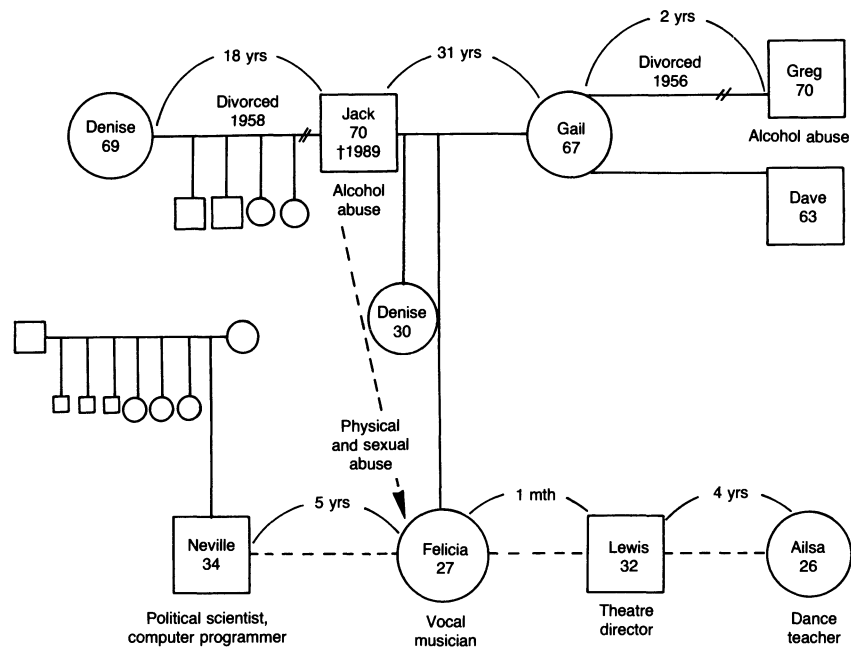 2 yrs
18 yrs
31 yrs
Divorced
1956
Greg
70
Alcohol abuse
Denise
69
Divorced
1958
Jack
70
†1989
Alcohol
abuse
Gail
67
Dave
63
Denise
30
Physical
and sexual
abuse
5 yrs
1 mth
4 yrs
Neville
34
Felicia
27
Lewis
32
Ailsa
26
Political scientist,
computer programmer
Vocal
musician
Theatre
director
Dance
teacher